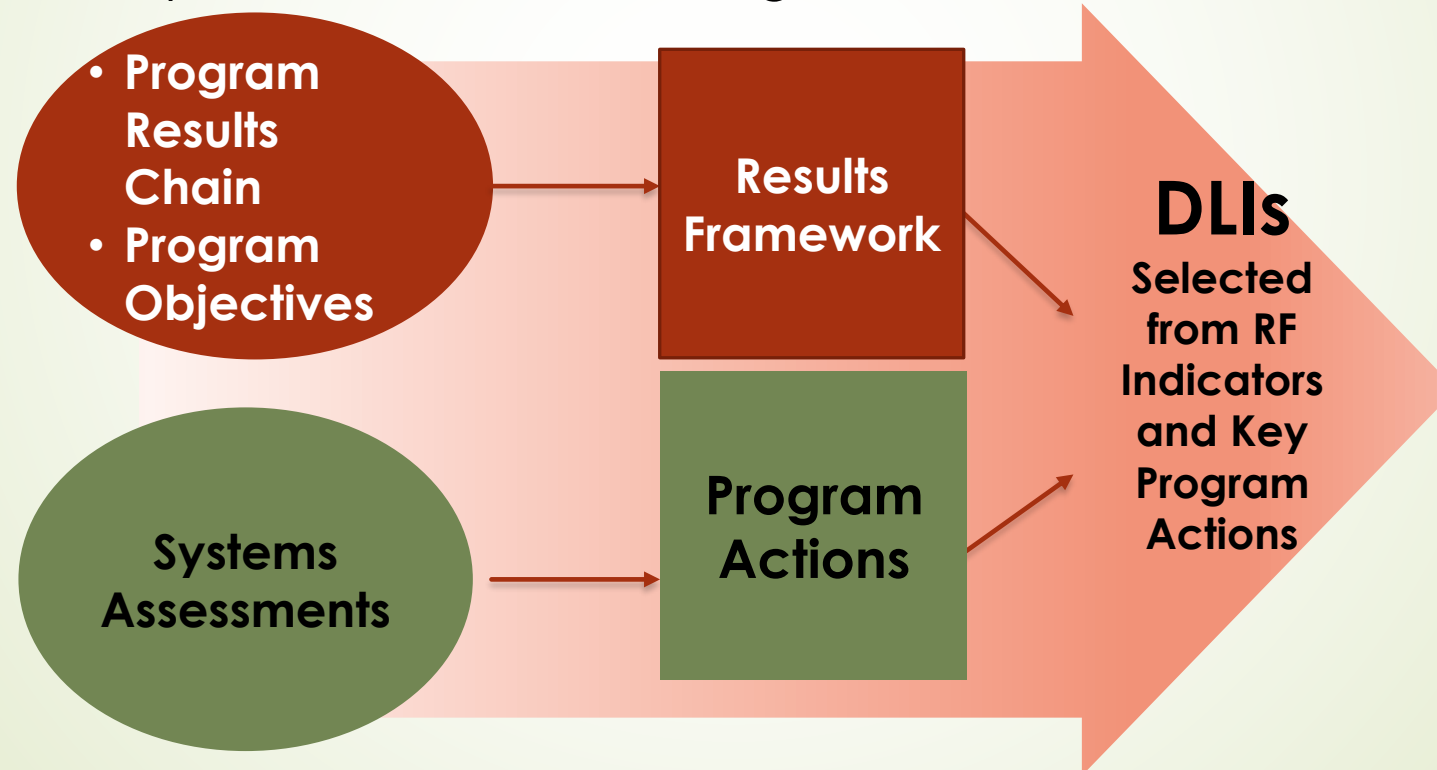 • Program
Results
Chain
• Program
Objectives
Results
Framework
DLIs
Selected
from RF
Indicators
and Key
Program
Actions
Systems
Assessments
Program
Actions